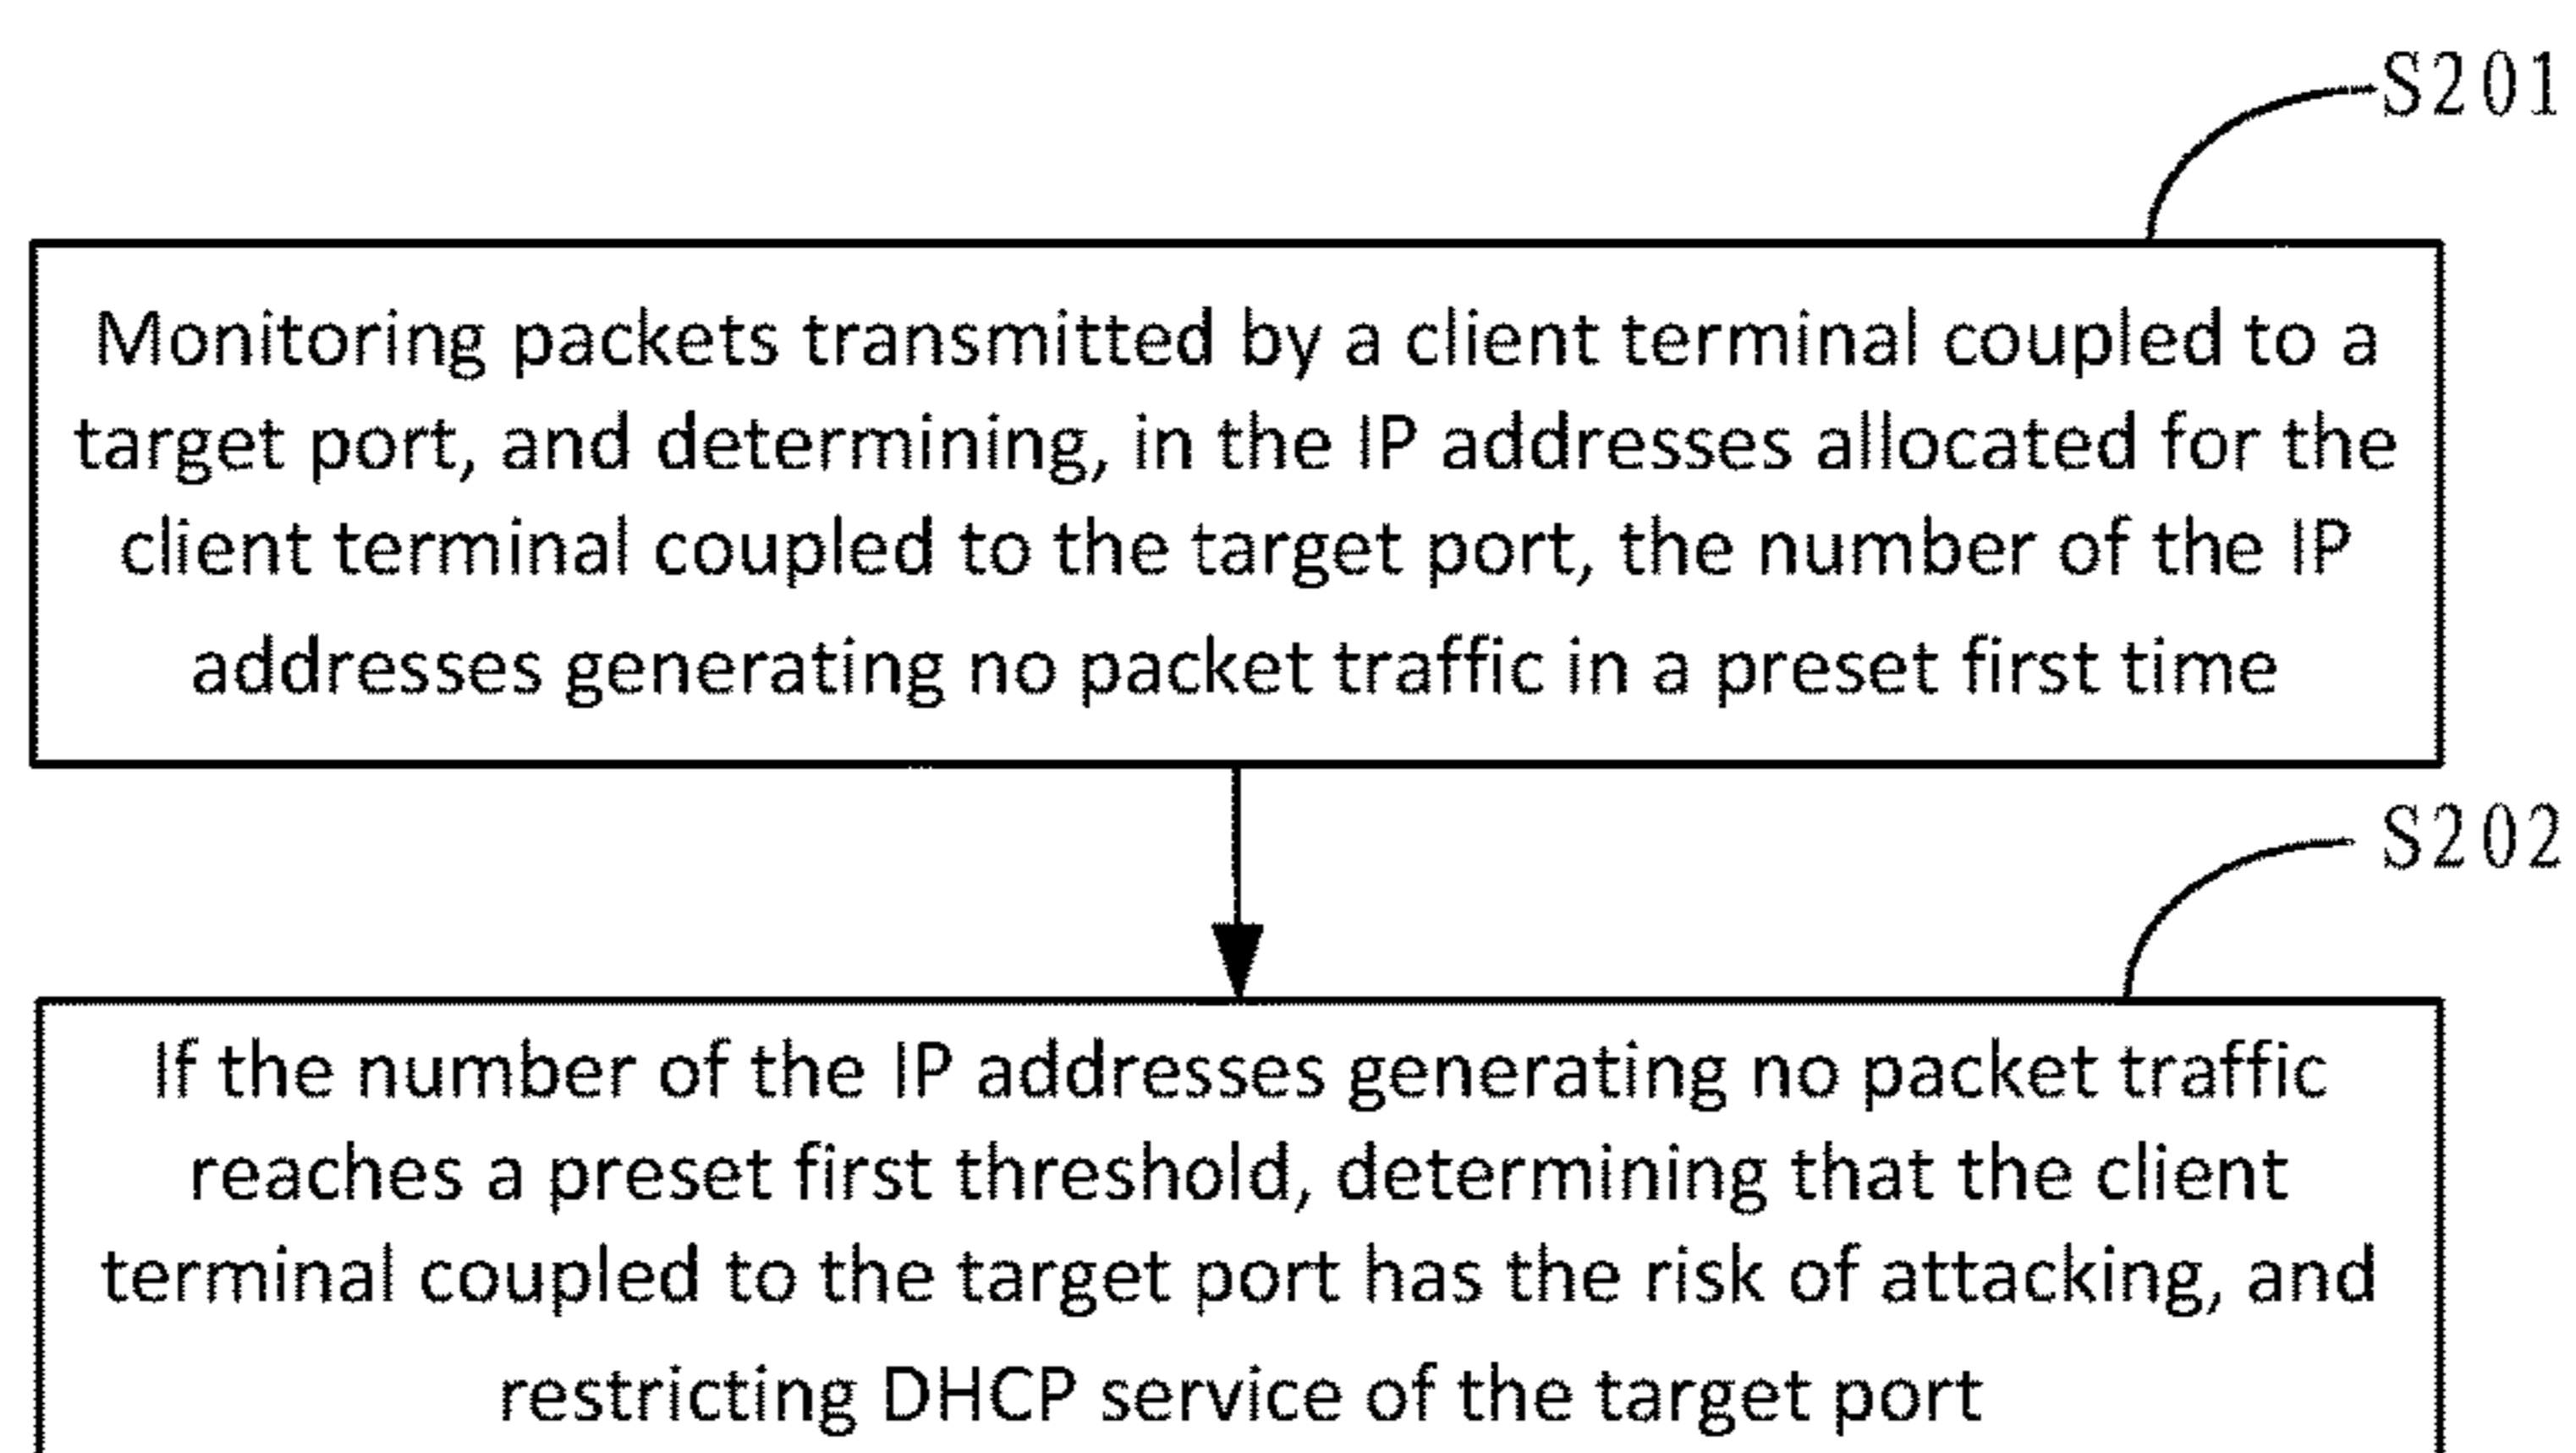 S201
Monitoring packets transmitted by a client terminal coupled to a
target port, and determining, in the IP addresses allocated for the
client terminal coupled to the target port, the number of the IP
addresses generating no packet traffic in a preset first time
S202
If the number of the IP addresses generating no packet traffic
reaches a preset first threshold, determining that the client
terminal coupled to the target port has the risk of attacking, and
restricting DHCP service of the target port